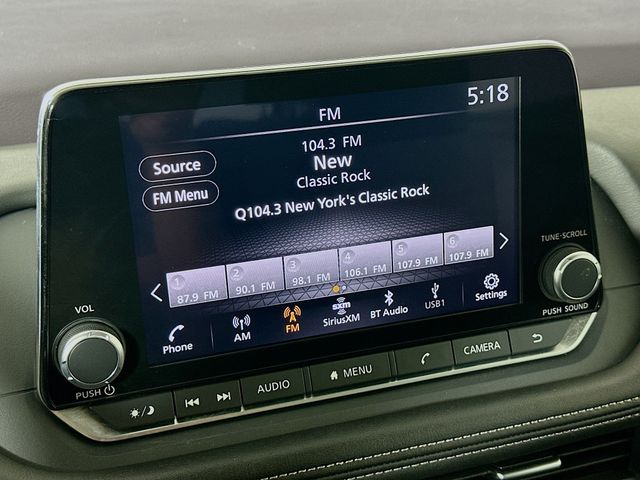 5:18
FM
104.3 FM
New
Classic Rock
Q104.3 New York's Classic Rock
Source
FM Menu
1 2 3 4 5 6
87.9 FM 90.1 FM 98.1 FM 106.1 FM 107.9 FM 107.9 FM
Phone AM FM SiriusXM BT Audio USB1 Settings
sxm
VOL
PUSH
TUNE-SCROLL
PUSH SOUND
AUDIO MENU CAMERA